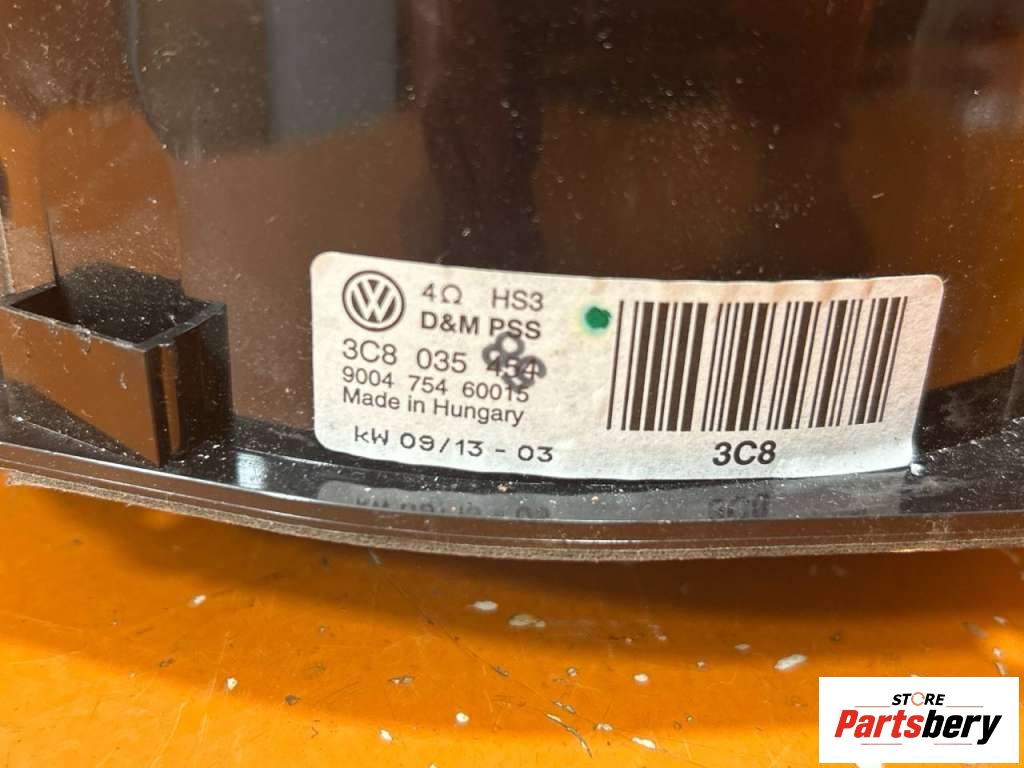 4Ω HS3
D&M PSS
3C8 035 454
9004 754 60015
Made in Hungary
kW 09/13 - 03
3C8
STORE
Partsbery